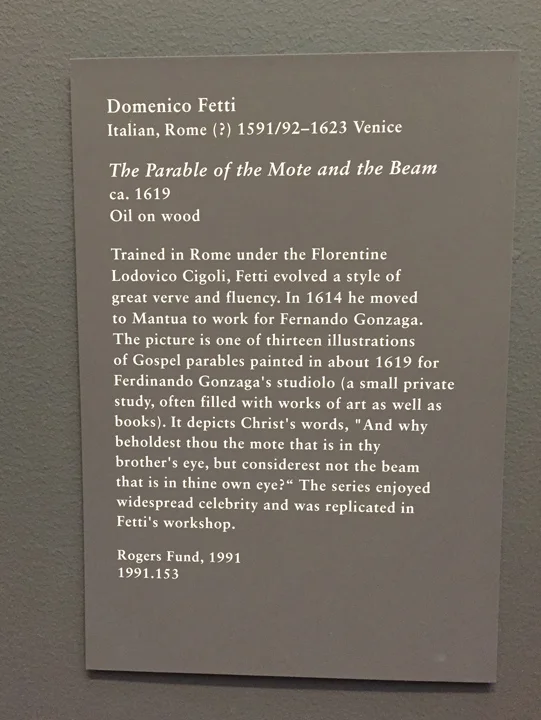 Domenico Fetti
Italian, Rome (?) 1591/92–1623 Venice
The Parable of the Mote and the Beam
ca. 1619
Oil on wood
Trained in Rome under the Florentine
Lodovico Cigoli, Fetti evolved a style of
great verve and fluency. In 1614 he moved
to Mantua to work for Fernando Gonzaga.
The picture is one of thirteen illustrations
of Gospel parables painted in about 1619 for
Ferdinando Gonzaga's studiolo (a small private
study, often filled with works of art as well as
books). It depicts Christ's words, "And why
beholdest thou the mote that is in thy
brother's eye, but considerest not the beam
that is in thine own eye?“ The series enjoyed
widespread celebrity and was replicated in
Fetti's workshop.
Rogers Fund, 1991
1991.153